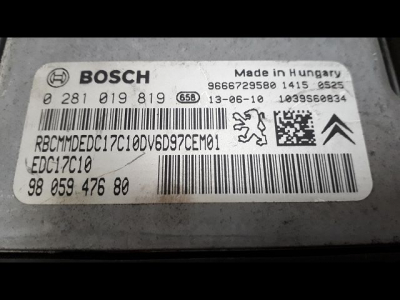 BOSCH
Made in Hungary
9666729580 1415 0525
0 281 019 819 658 13-06-10 1039S60834
RBCMMDEDC17C10DV6D97CEM01
EDC17C10
98 059 476 80